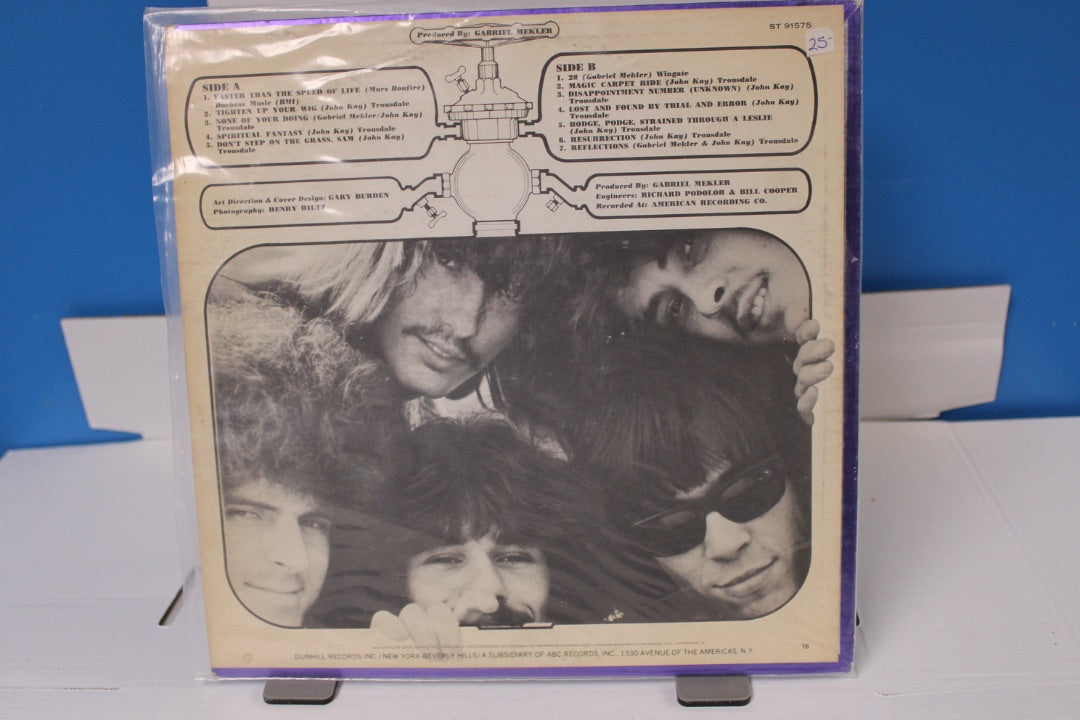 Produced By: GABRIEL MEKLER
ST 91575
25-
SIDE A
1. FASTER THAN THE SPEED OF LIFE (Mars Bonfire)
Duchess Music (BMI)
2. TIGHTEN UP YOUR WIG (John Kay) Trousdale
3. NONE OF YOUR DOING (Gabriel Mekler/John Kay)
Trousdale
4. SPIRITUAL FANTASY (John Kay) Trousdale
5. DON'T STEP ON THE GRASS, SAM (John Kay)
Trousdale
SIDE B
1. 28 (Gabriel Mekler) Wingate
2. MAGIC CARPET RIDE (John Kay) Trousdale
3. DISAPPOINTMENT NUMBER (UNKNOWN) (John Kay)
Trousdale
4. LOST AND FOUND BY TRIAL AND ERROR (John Kay)
Trousdale
5. HODGE, PODGE, STRAINED THROUGH A LESLIE
(John Kay) Trousdale
6. RESURRECTION (John Kay) Trousdale
7. REFLECTIONS (Gabriel Mekler & John Kay) Trousdale
Art Direction & Cover Design: GARY BURDEN
Photography: HENRY DILTZ
Produced By: GABRIEL MEKLER
Engineers: RICHARD PODOLOR & BILL COOPER
Recorded At: AMERICAN RECORDING CO.
16
DUNHILL RECORDS, INC. / NEW YORK-BEVERLY HILLS / A SUBSIDIARY OF ABC RECORDS, INC., 1330 AVENUE OF THE AMERICAS, N.Y.